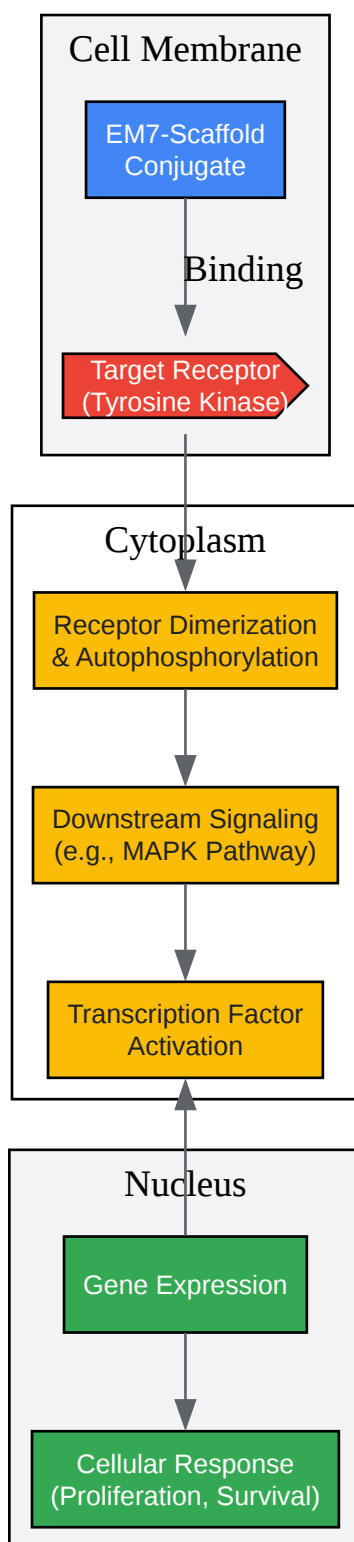 Cell Membrane
EM7-Scaffold
Conjugate
Binding
Target Receptor
(Tyrosine Kinase)
Cytoplasm
Receptor Dimerization
& Autophosphorylation
Downstream Signaling
(e.g., MAPK Pathway)
Transcription Factor
Activation
Nucleus
Gene Expression
Cellular Response
(Proliferation, Survival)